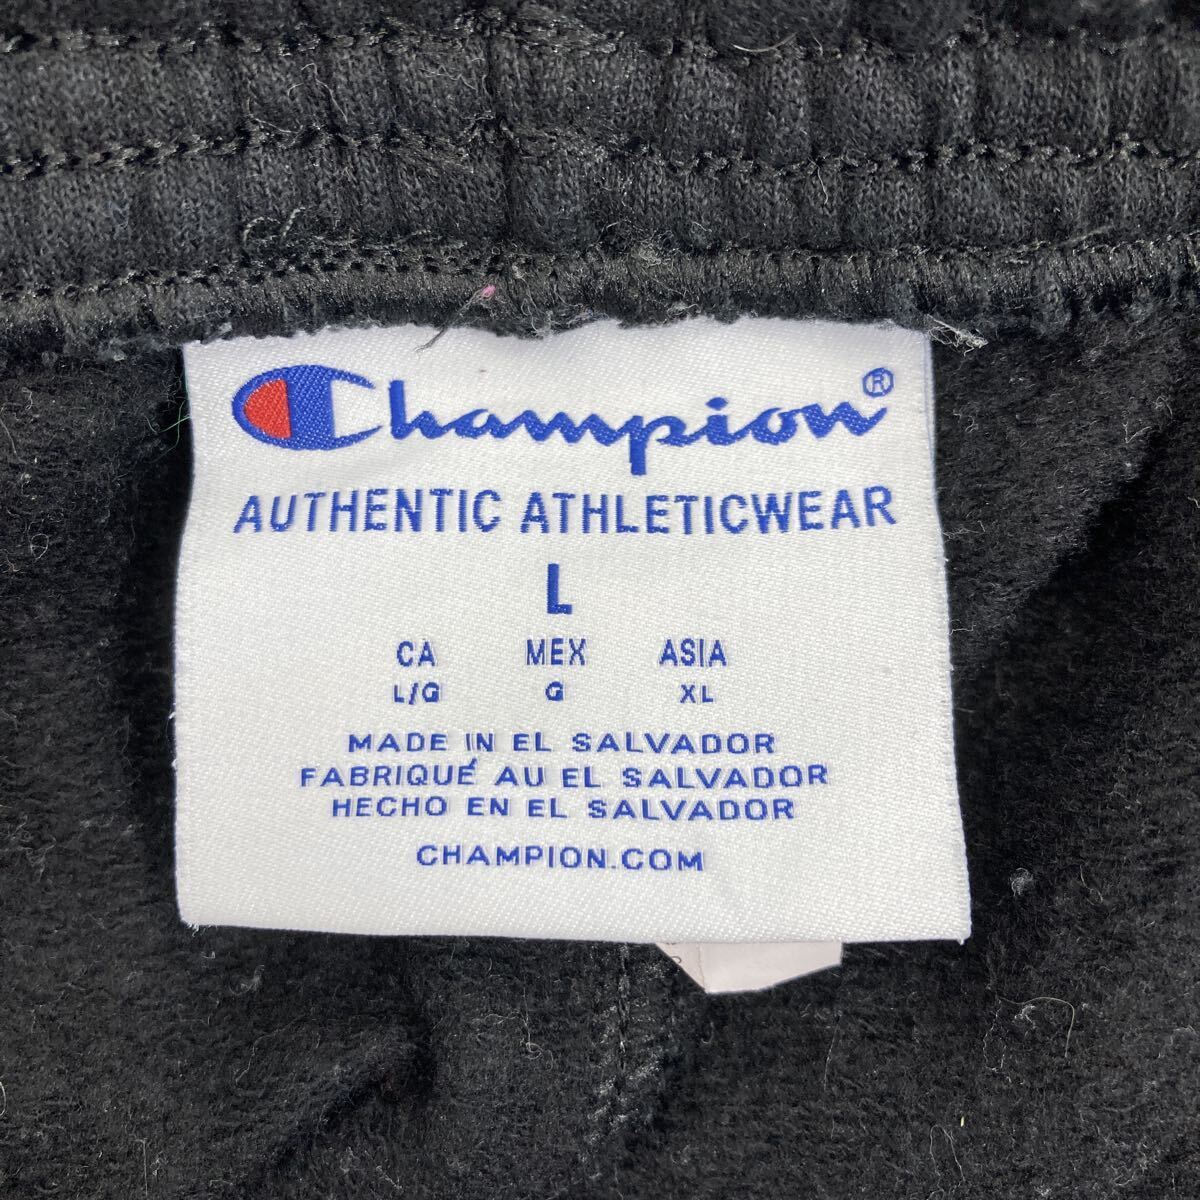 Champion®
AUTHENTIC ATHLETICWEAR
L
CA MEX ASIA
L/G G XL
MADE IN EL SALVADOR
FABRIQUÉ AU EL SALVADOR
HECHO EN EL SALVADOR
CHAMPION.COM